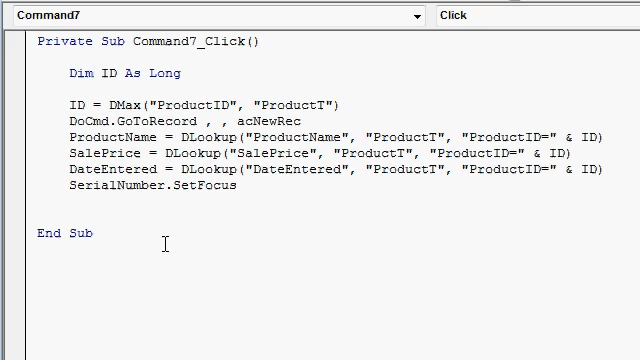 Command7 Click
Private Sub Command7_Click()
Dim ID As Long
ID = DMax("ProductID", "ProductT")
DoCmd.GoToRecord , , acNewRec
ProductName = DLookup("ProductName", "ProductT", "ProductID=" & ID)
SalePrice = DLookup("SalePrice", "ProductT", "ProductID=" & ID)
DateEntered = DLookup("DateEntered", "ProductT", "ProductID=" & ID)
SerialNumber.SetFocus
End Sub